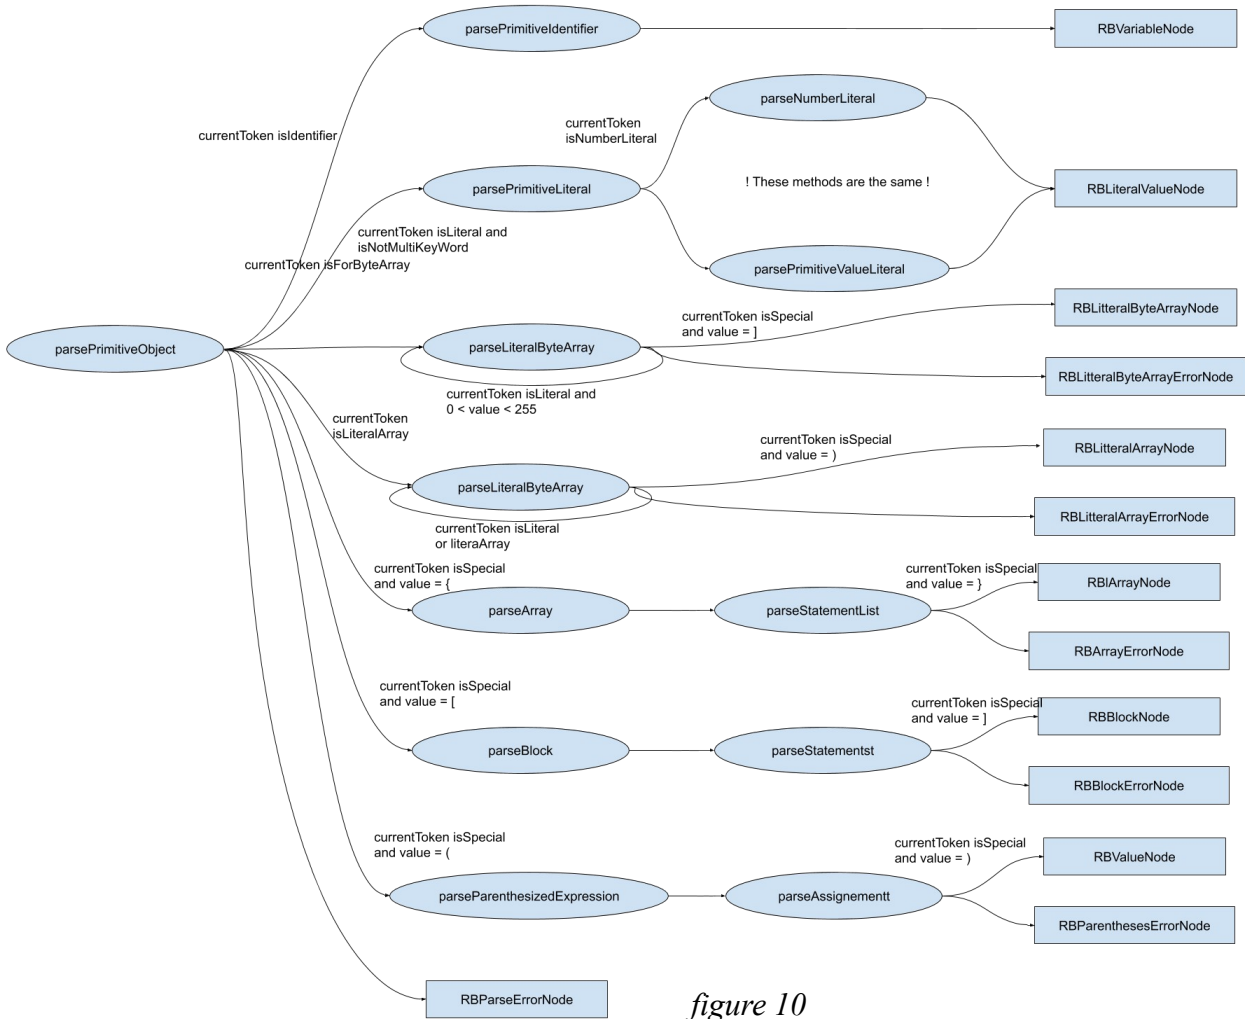 parsePrimitiveIdentifier
RBVariableNode
parseNumberLiteral
currentToken
isNumberLiteral
currentToken isIdentifier
! These methods are the same !
parsePrimitiveLiteral
RBLiteralValueNode
currentToken isLiteral and
isNotMultiKeyWord
currentToken isForByteArray
parsePrimitiveValueLiteral
currentToken isSpecial
and value = ]
RBLitteralByteArrayNode
parsePrimitiveObject
parseLiteralByteArray
RBLitteralByteArrayErrorNode
currentToken isLiteral and
0 < value < 255
currentToken
isLiteralArray
currentToken isSpecial
and value = )
RBLitteralArrayNode
parseLiteralByteArray
RBLitteralArrayErrorNode
currentToken isLiteral
or literaArray
currentToken isSpecial
and value = {
currentToken isSpecial
and value = }
RBlArrayNode
parseArray
parseStatementList
RBArrayErrorNode
currentToken isSpecial
and value = [
currentToken isSpecial
and value = ]
RBBlockNode
parseBlock
parseStatementst
RBBlockErrorNode
currentToken isSpecial
and value = (
currentToken isSpecial
and value = )
RBValueNode
parseParenthesizedExpression
parseAssignementt
RBParenthesesErrorNode
RBParseErrorNode
figure 10